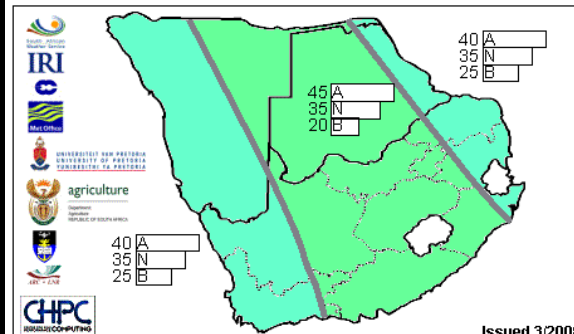 South African
Weather Service
IRI
Met Office
UNIVERSITEIT VAN PRETORIA
UNIVERSITY OF PRETORIA
YUNIBESITHI YA PRETORIA
agriculture
Department:
Agriculture
REPUBLIC OF SOUTH AFRICA
ARC • LNR
CHPC
COMPUTING
40 A
35 N
25 B
45 A
35 N
20 B
40 A
35 N
25 B
Issued 3/200